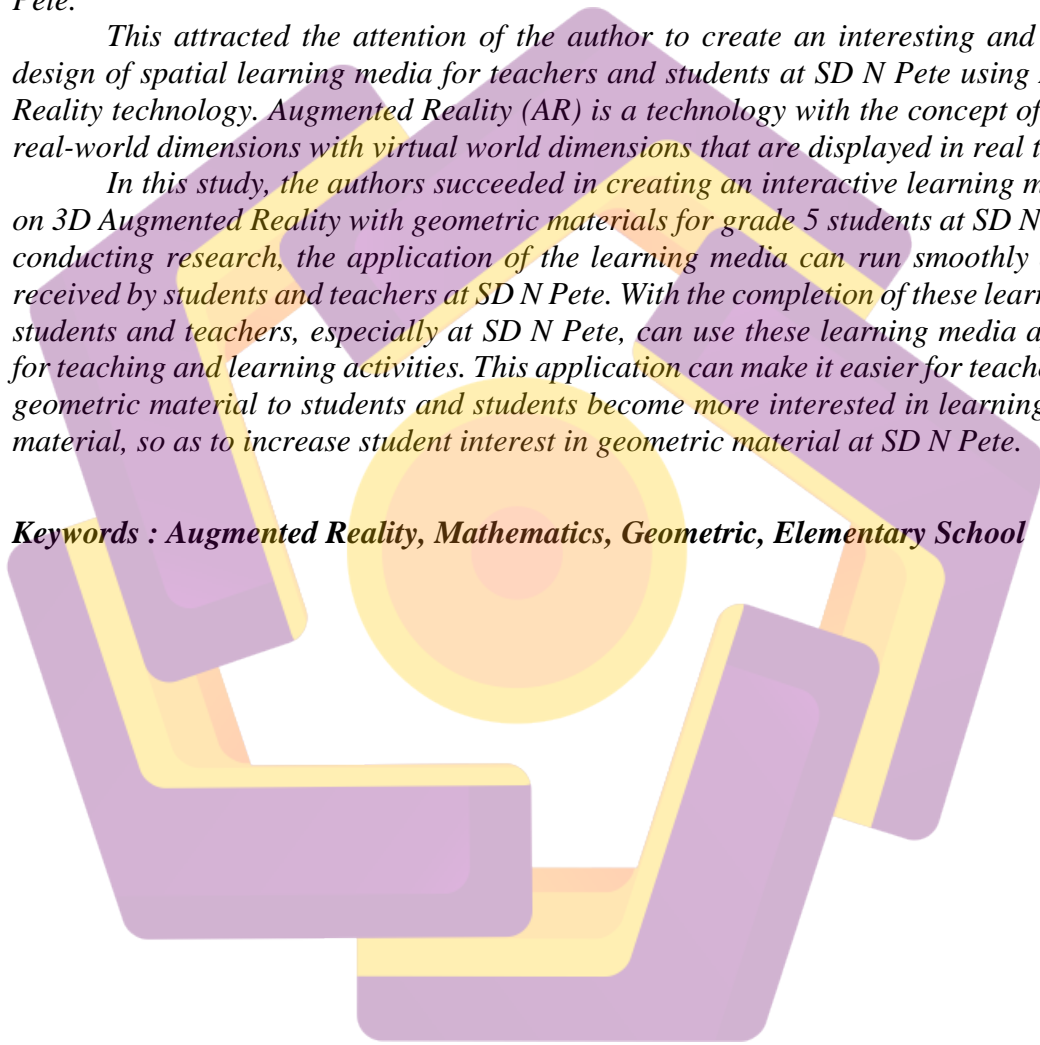 Pete.
This attracted the attention of the author to create an interesting and
design of spatial learning media for teachers and students at SD N Pete using
Reality technology. Augmented Reality (AR) is a technology with the concept of
real-world dimensions with virtual world dimensions that are displayed in real
In this study, the authors succeeded in creating an interactive learning
on 3D Augmented Reality with geometric materials for grade 5 students at SD N
conducting research, the application of the learning media can run smoothly
received by students and teachers at SD N Pete. With the completion of these
students and teachers, especially at SD N Pete, can use these learning media
for teaching and learning activities. This application can make it easier for
geometric material to students and students become more interested in learning
material, so as to increase student interest in geometric material at SD N Pete.
Keywords : Augmented Reality, Mathematics, Geometric, Elementary School